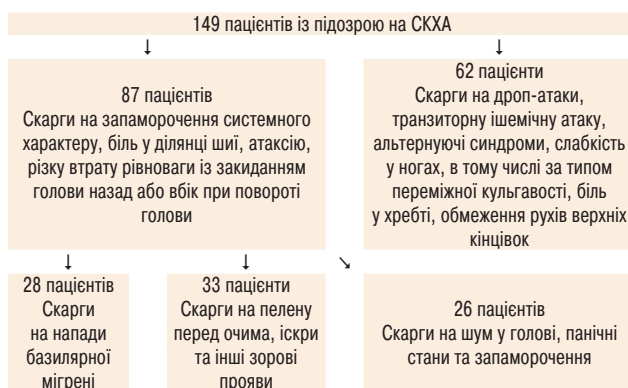 149 пацієнтів із підозрою на СКХА
↓ ↓
87 пацієнтів
Скарги на запаморочення системного
характеру, біль у ділянці шиї, атаксію,
різку втрату рівноваги із закиданням
голови назад або вбік при повороті
голови
62 пацієнти
Скарги на дроп-атаки,
транзиторну ішемічну атаку,
альтернуючі синдроми, слабкість
у ногах, в тому числі за типом
переміжної кульгавості, біль
у хребті, обмеження рухів верхніх
кінцівок
↓ ↓ ↘
28 пацієнтів
Скарги
на напади
базилярної
мігрені
33 пацієнти
Скарги на пелену
перед очима, іскри
та інші зорові
прояви
26 пацієнтів
Скарги на шум у голові, панічні
стани та запаморочення